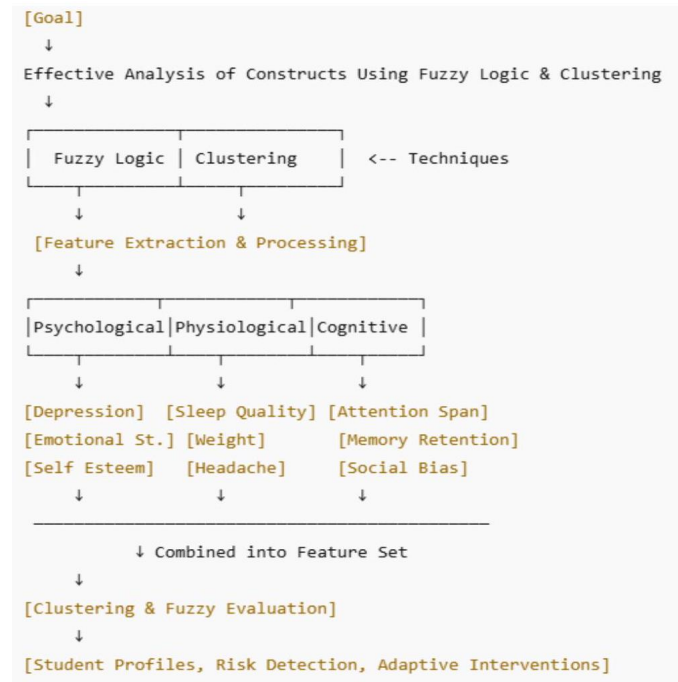 [Goal]
↓
Effective Analysis of Constructs Using Fuzzy Logic & Clustering
↓
Fuzzy Logic | Clustering | <-- Techniques
↓ ↓
[Feature Extraction & Processing]
↓
|Psychological|Physiological|Cognitive |
↓ ↓ ↓
[Depression] [Sleep Quality] [Attention Span]
[Emotional St.] [Weight] [Memory Retention]
[Self Esteem] [Headache] [Social Bias]
↓ ↓ ↓
↓ Combined into Feature Set
↓
[Clustering & Fuzzy Evaluation]
↓
[Student Profiles, Risk Detection, Adaptive Interventions]